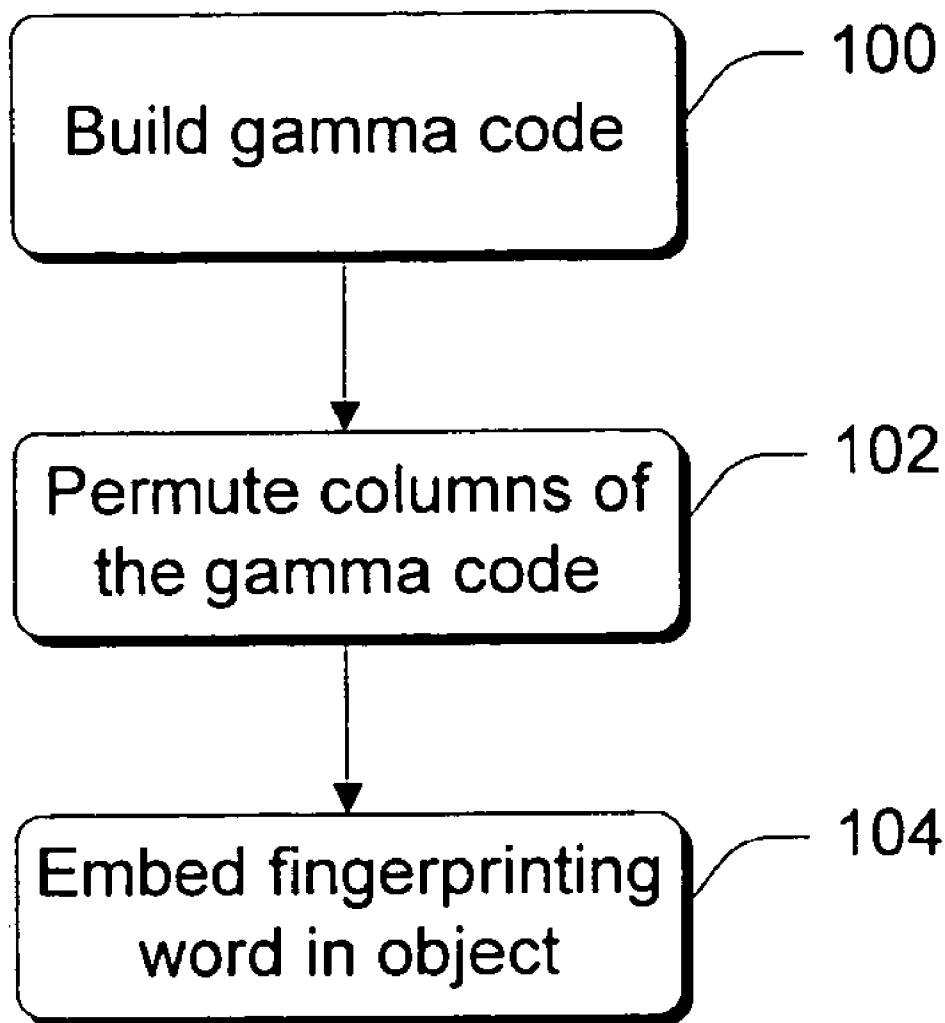 100
Build gamma code
102
Permute columns of
the gamma code
104
Embed fingerprinting
word in object